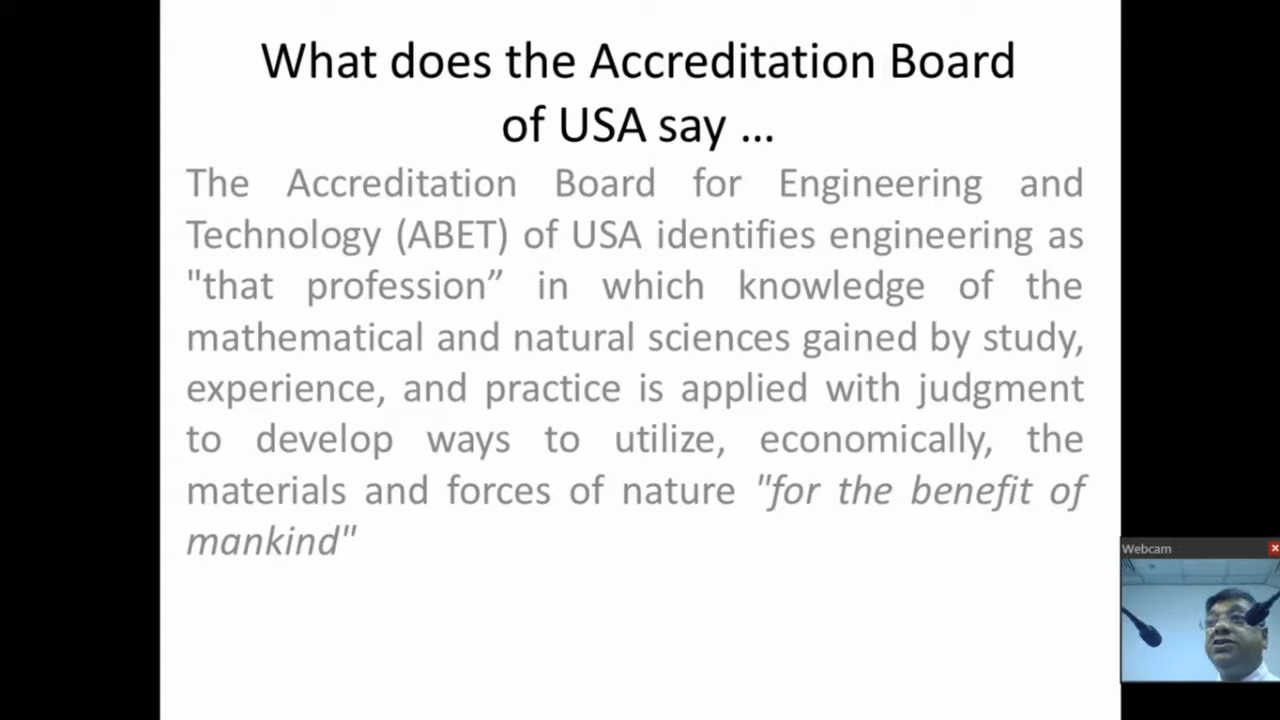 What does the Accreditation Board
of USA say ...
The Accreditation Board for Engineering and
Technology (ABET) of USA identifies engineering as
"that profession” in which knowledge of the
mathematical and natural sciences gained by study,
experience, and practice is applied with judgment
to develop ways to utilize, economically, the
materials and forces of nature "for the benefit of
mankind"
Webcam